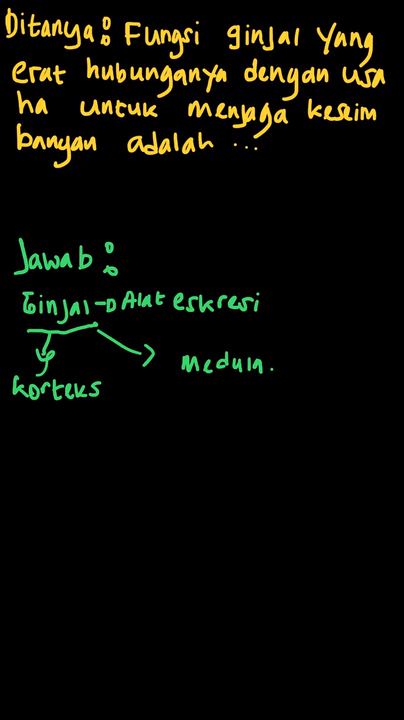 Ditanya: Fungsi ginjal yang
erat hubunganya dengan usa
ha untuk menjaga keseim
bangan adalah ...
Jawab:
Ginjal → Alat eskresi
Medula.
korteks